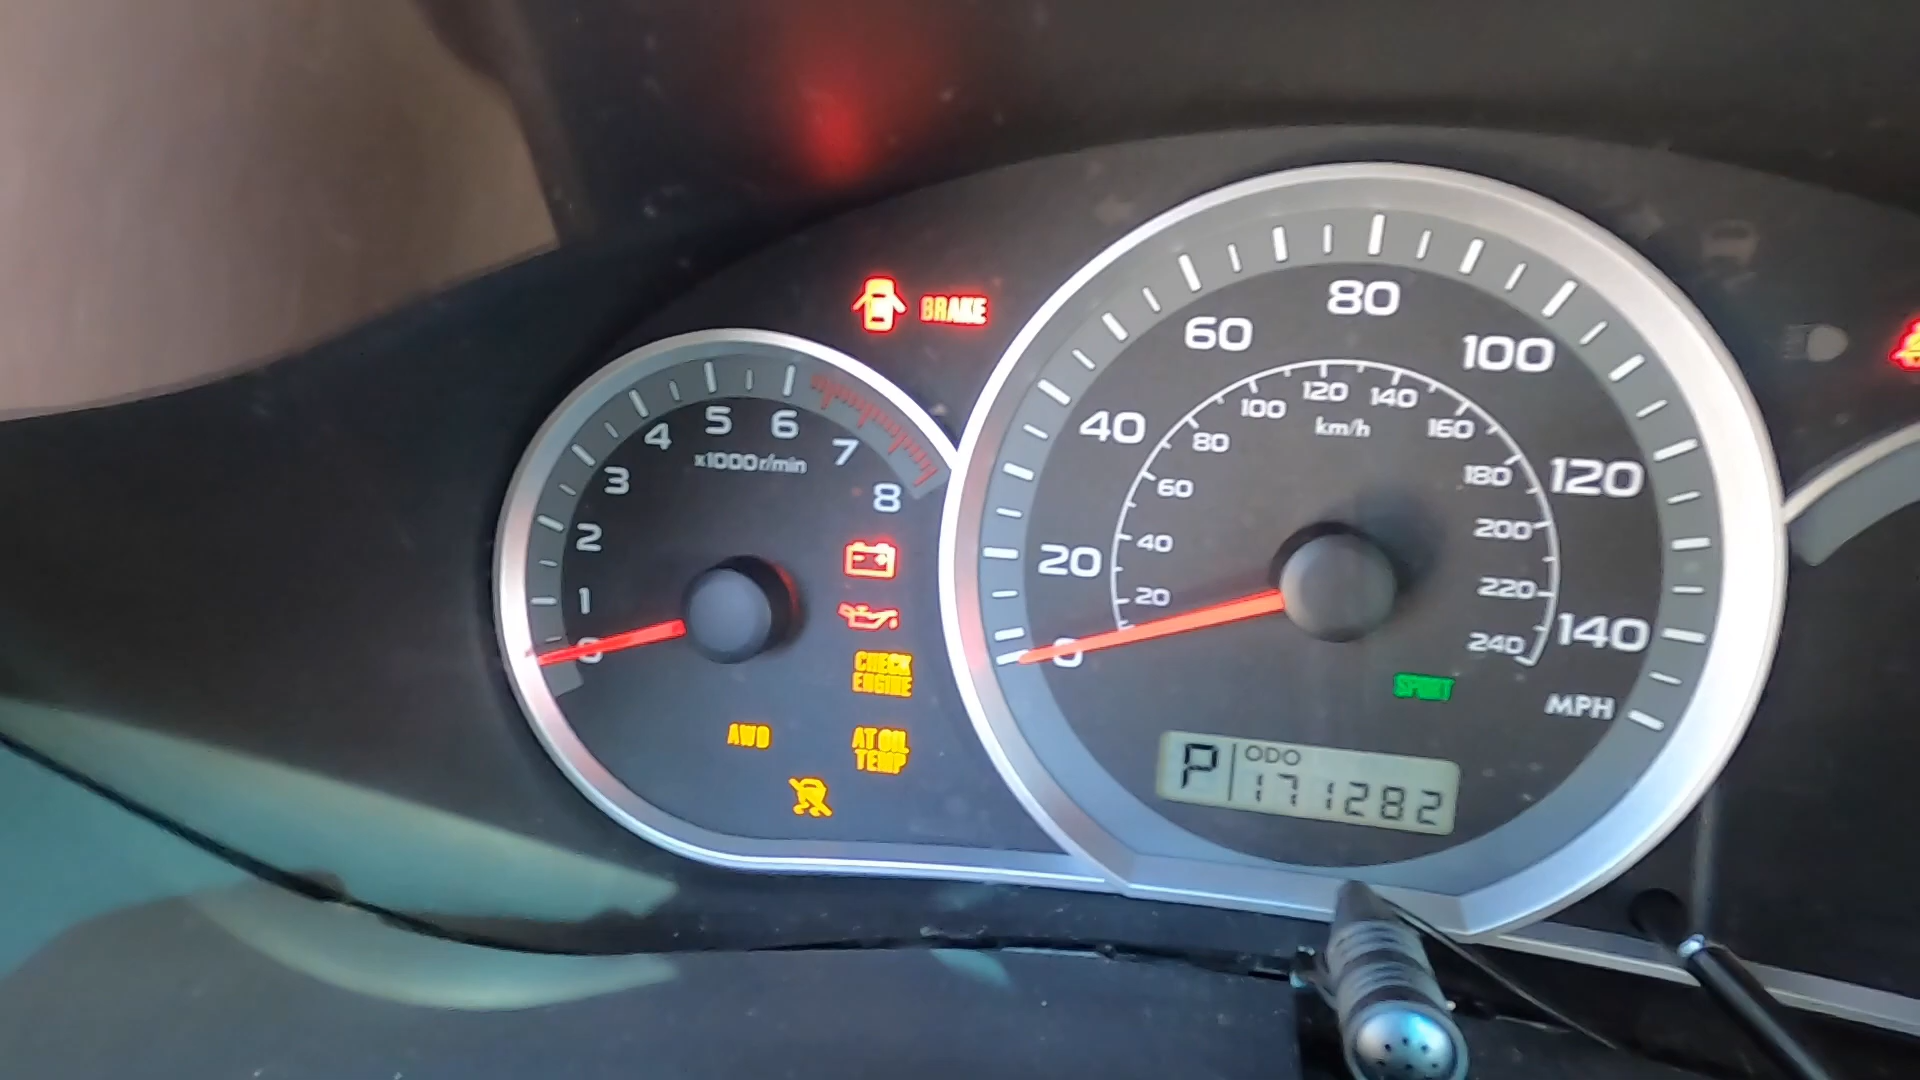 BRAKE
5 6
4 7
x1000r/min
3 8
2
1
0
CHECK
ENGINE
AWD
AT OIL
TEMP
80
60 100
40 120
20 140
0
120 140
100 160
km/h
80 180
60 200
40 220
20 240
SPORT
MPH
P ODO
171282